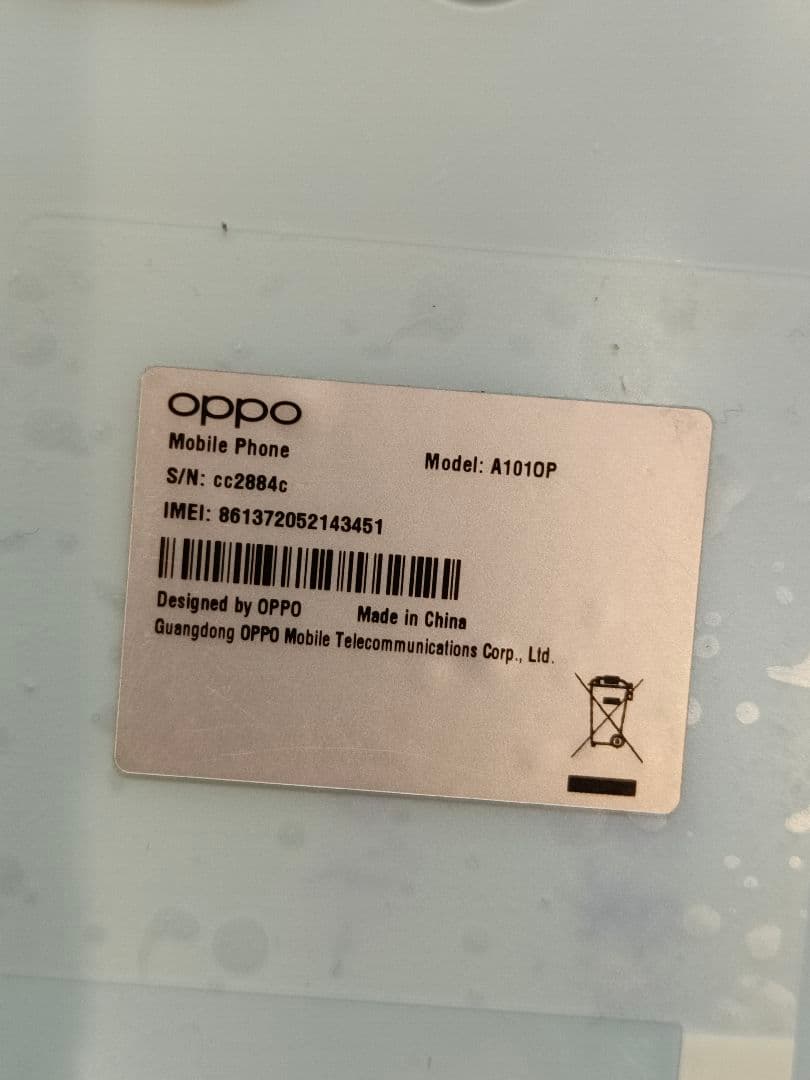 oppo
Mobile Phone
Model: A101OP
S/N: cc2884c
IMEI: 861372052143451
Designed by OPPO Made in China
Guangdong OPPO Mobile Telecommunications Corp., Ltd.